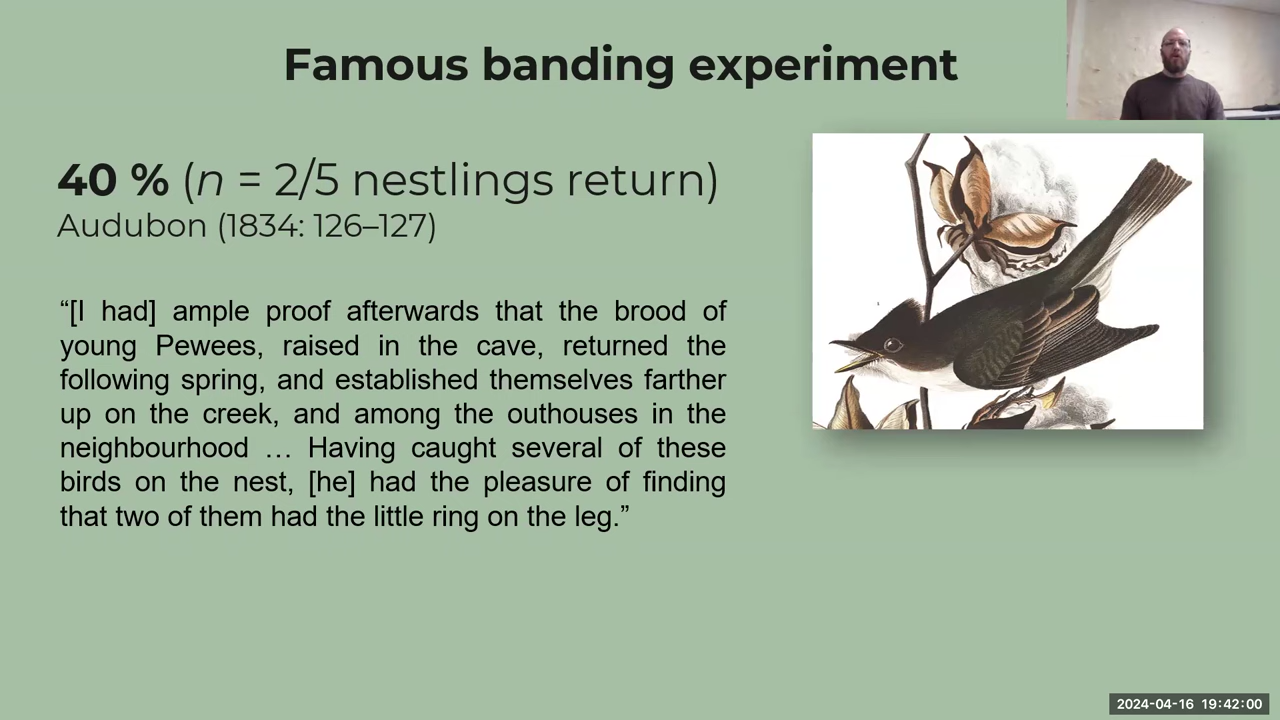 Famous banding experiment
40 % (n = 2/5 nestlings return)
Audubon (1834: 126–127)
“[I had] ample proof afterwards that the brood of
young Pewees, raised in the cave, returned the
following spring, and established themselves farther
up on the creek, and among the outhouses in the
neighbourhood … Having caught several of these
birds on the nest, [he] had the pleasure of finding
that two of them had the little ring on the leg.”
2024-04-16 19:42:00